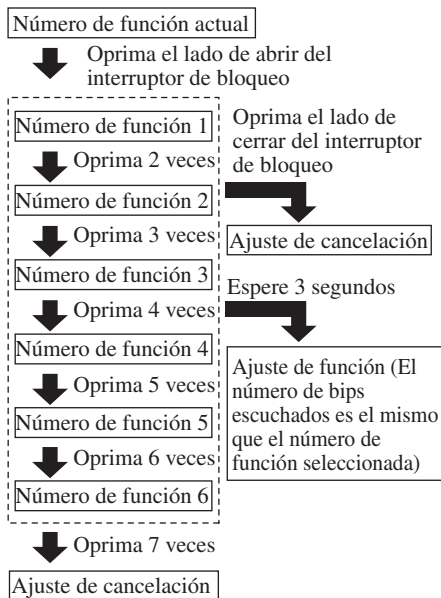 Número de función actual
Oprima el lado de abrir del
interruptor de bloqueo
Número de función 1
Oprima 2 veces
Número de función 2
Oprima 3 veces
Número de función 3
Oprima 4 veces
Número de función 4
Oprima 5 veces
Número de función 5
Oprima 6 veces
Número de función 6
Oprima 7 veces
Ajuste de cancelación
Oprima el lado de
cerrar del interruptor
de bloqueo
Ajuste de cancelación
Espere 3 segundos
Ajuste de función (El
número de bips
escuchados es el mismo
que el número de
función seleccionada)